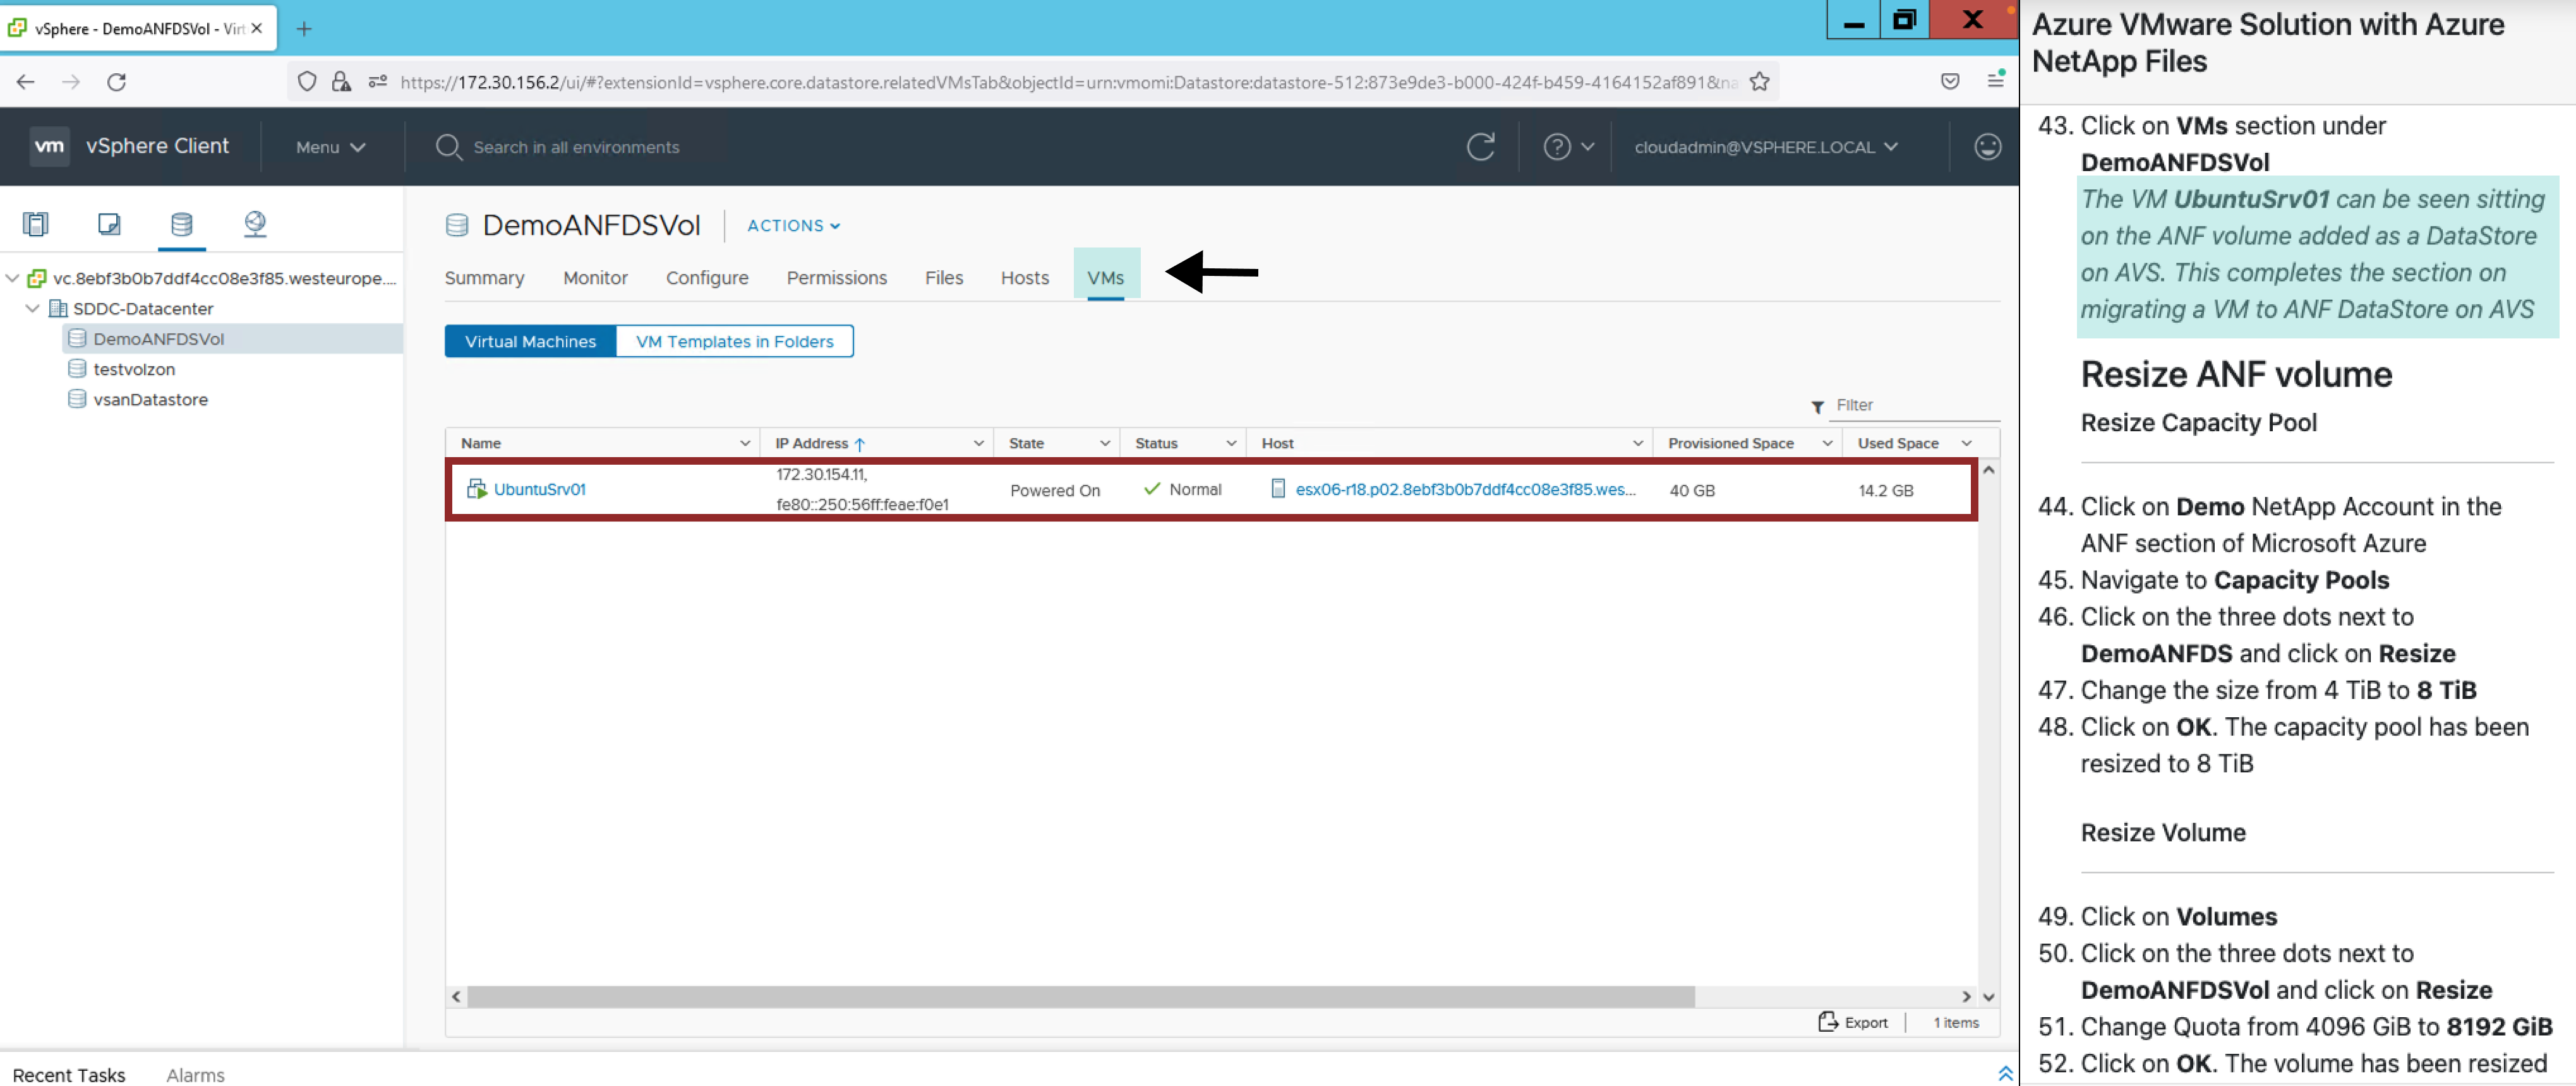 vSphere - DemoANFDSVol - Virt
https://172.30.156.2/ui/#?extensionId=vsphere.core.datastore.relatedVMsTab&objectId=urn:vmomi:Datastore:datastore-512:873e9de3-b000-424f-b459-4164152af891&na
vm vSphere Client Menu Search in all environments cloudadmin@VSPHERE.LOCAL
vc.8ebf3b0b7ddf4cc08e3f85.westeurope....
SDDC-Datacenter
DemoANFDSVol
testvolzon
vsanDatastore
DemoANFDSVol ACTIONS
Summary Monitor Configure Permissions Files Hosts VMs
Virtual Machines VM Templates in Folders
Filter
Name IP Address State Status Host Provisioned Space Used Space
172.30.154.11,
UbuntuSrv01 Powered On Normal esx06-r18.p02.8ebf3b0b7ddf4cc08e3f85.wes... 40 GB 14.2 GB
fe80::250:56ff:feae:f0e1
Export 1 items
Recent Tasks Alarms
Azure VMware Solution with Azure
NetApp Files
43. Click on VMs section under
DemoANFDSVol
The VM UbuntuSrv01 can be seen sitting
on the ANF volume added as a DataStore
on AVS. This completes the section on
migrating a VM to ANF DataStore on AVS
Resize ANF volume
Resize Capacity Pool
44. Click on Demo NetApp Account in the
ANF section of Microsoft Azure
45. Navigate to Capacity Pools
46. Click on the three dots next to
DemoANFDS and click on Resize
47. Change the size from 4 TiB to 8 TiB
48. Click on OK. The capacity pool has been
resized to 8 TiB
Resize Volume
49. Click on Volumes
50. Click on the three dots next to
DemoANFDSVol and click on Resize
51. Change Quota from 4096 GiB to 8192 GiB
52. Click on OK. The volume has been resized